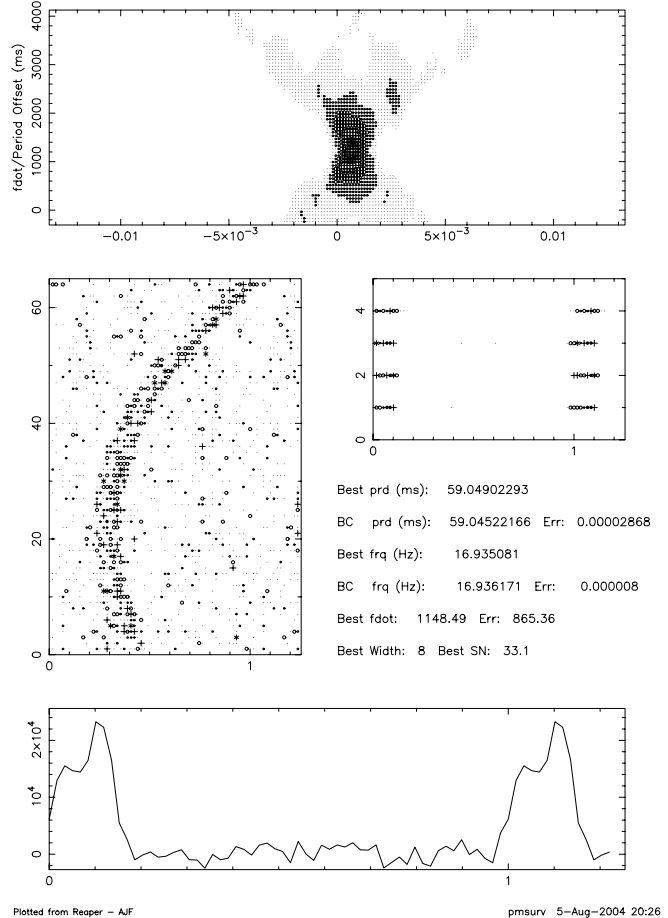 fdot/Period Offset (ms)
4000
3000
2000
1000
0
−0.01 −5×10⁻³ 0 5×10⁻³ 0.01
60
40
20
0
0 1
4
2
0
0 1
Best prd (ms): 59.04902293
BC prd (ms): 59.04522166 Err: 0.00002868
Best frq (Hz): 16.935081
BC frq (Hz): 16.936171 Err: 0.000008
Best fdot: 1148.49 Err: 865.36
Best Width: 8 Best SN: 33.1
2×10⁴
10⁴
0
0 1
Plotted from Reaper – AJF
pmsurv 5-Aug-2004 20:26